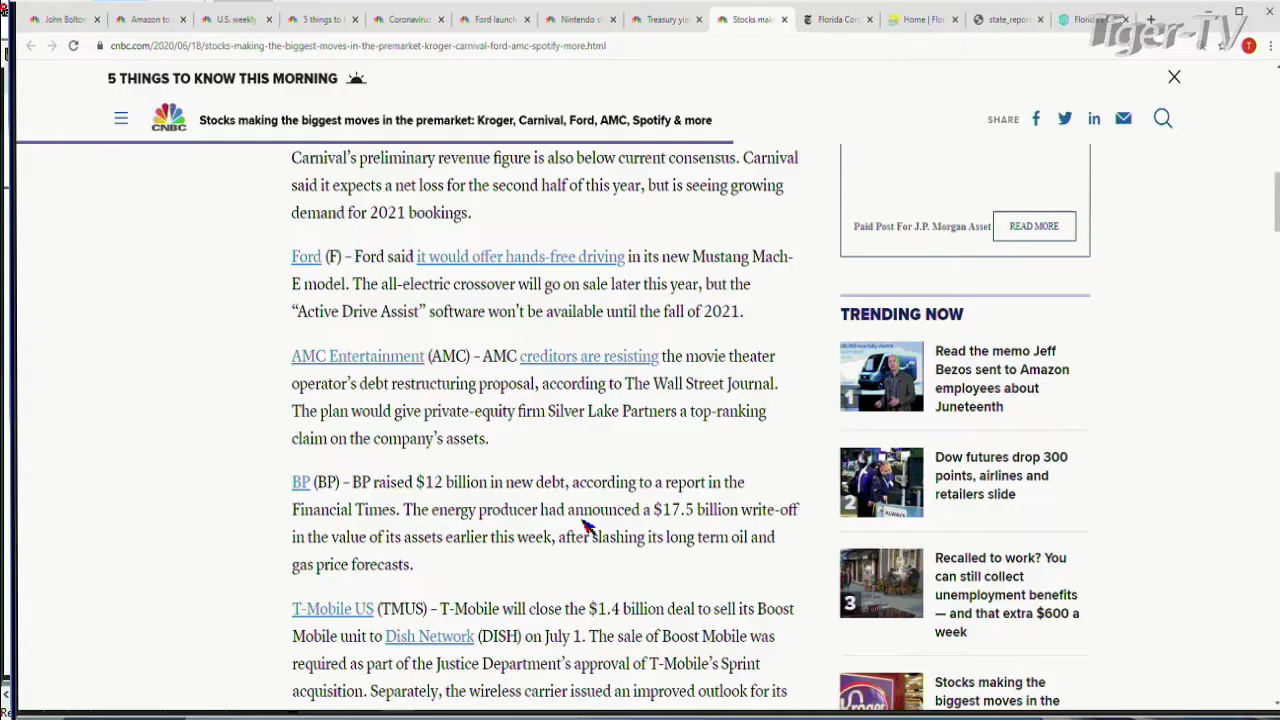 John Bolton
Amazon to
U.S. weekly
5 things to
Coronavirus
Ford launch
Nintendo s
Treasury yie
Stocks mak
Florida Cor
Home | Flo
state_report
Florida
Tiger-TV
cnbc.com/2020/06/18/stocks-making-the-biggest-moves-in-the-premarket-kroger-carnival-ford-amc-spotify-more.html
T
5 THINGS TO KNOW THIS MORNING
CNBC
Stocks making the biggest moves in the premarket: Kroger, Carnival, Ford, AMC, Spotify & more
SHARE
Carnival's preliminary revenue figure is also below current consensus. Carnival
said it expects a net loss for the second half of this year, but is seeing growing
demand for 2021 bookings.
Ford (F) – Ford said it would offer hands-free driving in its new Mustang Mach-
E model. The all-electric crossover will go on sale later this year, but the
“Active Drive Assist” software won't be available until the fall of 2021.
AMC Entertainment (AMC) – AMC creditors are resisting the movie theater
operator's debt restructuring proposal, according to The Wall Street Journal.
The plan would give private-equity firm Silver Lake Partners a top-ranking
claim on the company's assets.
BP (BP) – BP raised $12 billion in new debt, according to a report in the
Financial Times. The energy producer had announced a $17.5 billion write-off
in the value of its assets earlier this week, after slashing its long term oil and
gas price forecasts.
T-Mobile US (TMUS) – T-Mobile will close the $1.4 billion deal to sell its Boost
Mobile unit to Dish Network (DISH) on July 1. The sale of Boost Mobile was
required as part of the Justice Department's approval of T-Mobile's Sprint
acquisition. Separately, the wireless carrier issued an improved outlook for its
Paid Post For J.P. Morgan Asset
READ MORE
TRENDING NOW
1
Read the memo Jeff
Bezos sent to Amazon
employees about
Juneteenth
2
Dow futures drop 300
points, airlines and
retailers slide
3
Recalled to work? You
can still collect
unemployment benefits
— and that extra $600 a
week
Kroger
Stocks making the
biggest moves in the